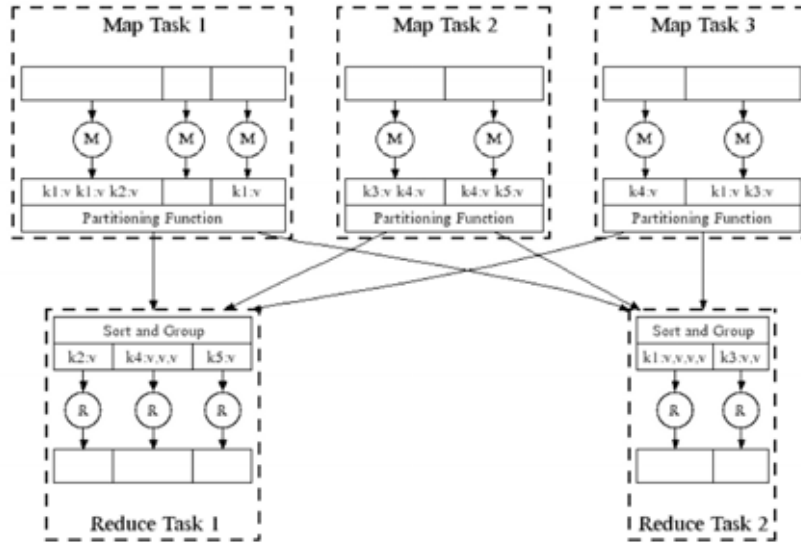 Map Task 1
Map Task 2
Map Task 3
M
M
M
M
M
M
M
k1:v k1:v k2:v
k1:v
k3:v k4:v
k4:v k5:v
k4:v
k1:v k3:v
Partitioning Function
Partitioning Function
Partitioning Function
Sort and Group
Sort and Group
k2:v
k4:v,v,v
k5:v
k1:v,v,v,v
k3:v,v
R
R
R
R
R
Reduce Task 1
Reduce Task 2